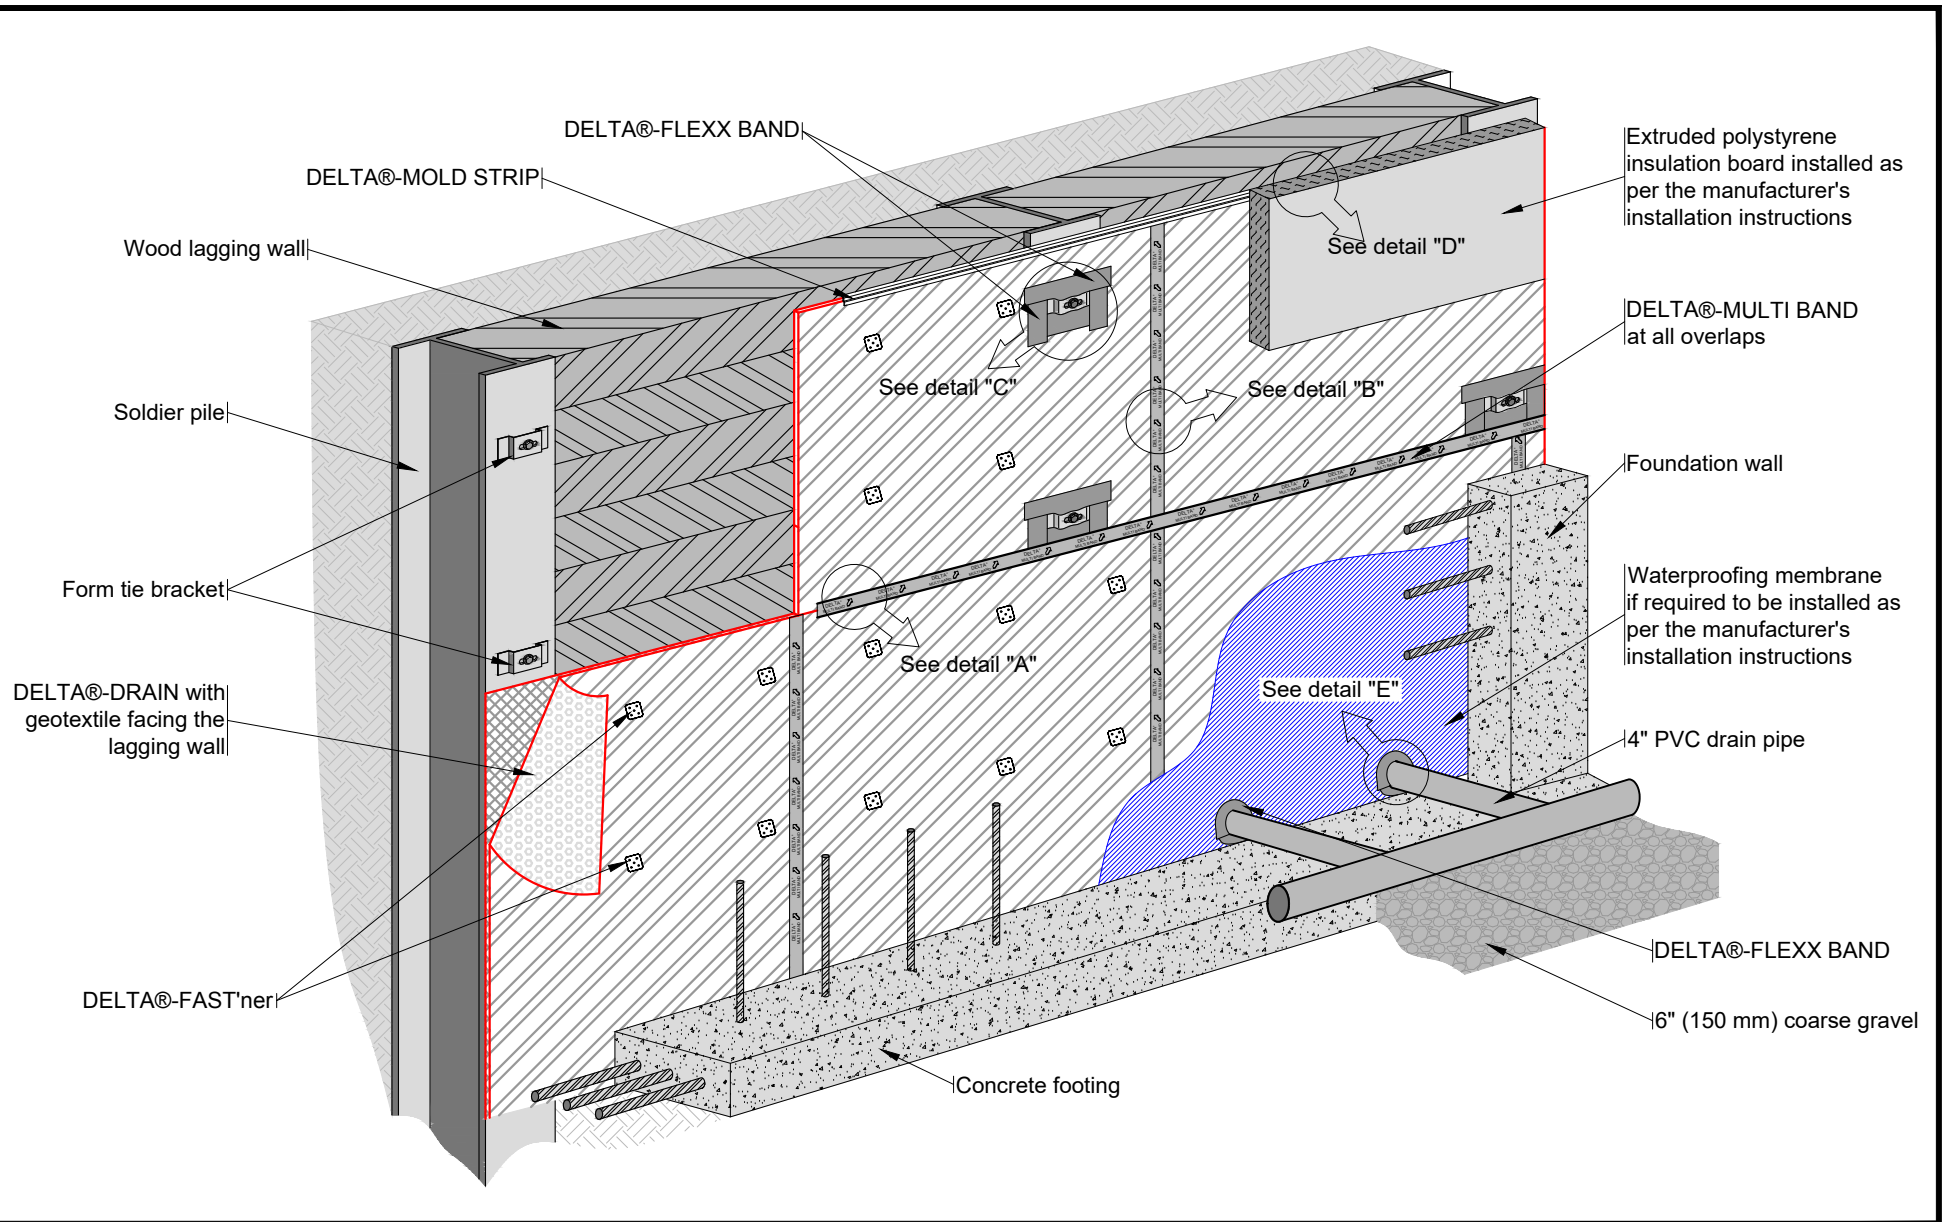 DELTA®-FLEXX BAND
DELTA®-MOLD STRIP
Wood lagging wall
Soldier pile
Form tie bracket
DELTA®-DRAIN with
geotextile facing the
lagging wall
DELTA®-FAST'ner
See detail "C"
See detail "B"
See detail "D"
See detail "A"
See detail "E"
Extruded polystyrene
insulation board installed as
per the manufacturer's
installation instructions
DELTA®-MULTI BAND
at all overlaps
Foundation wall
Waterproofing membrane
if required to be installed as
per the manufacturer's
installation instructions
4" PVC drain pipe
DELTA®-FLEXX BAND
6" (150 mm) coarse gravel
Concrete footing